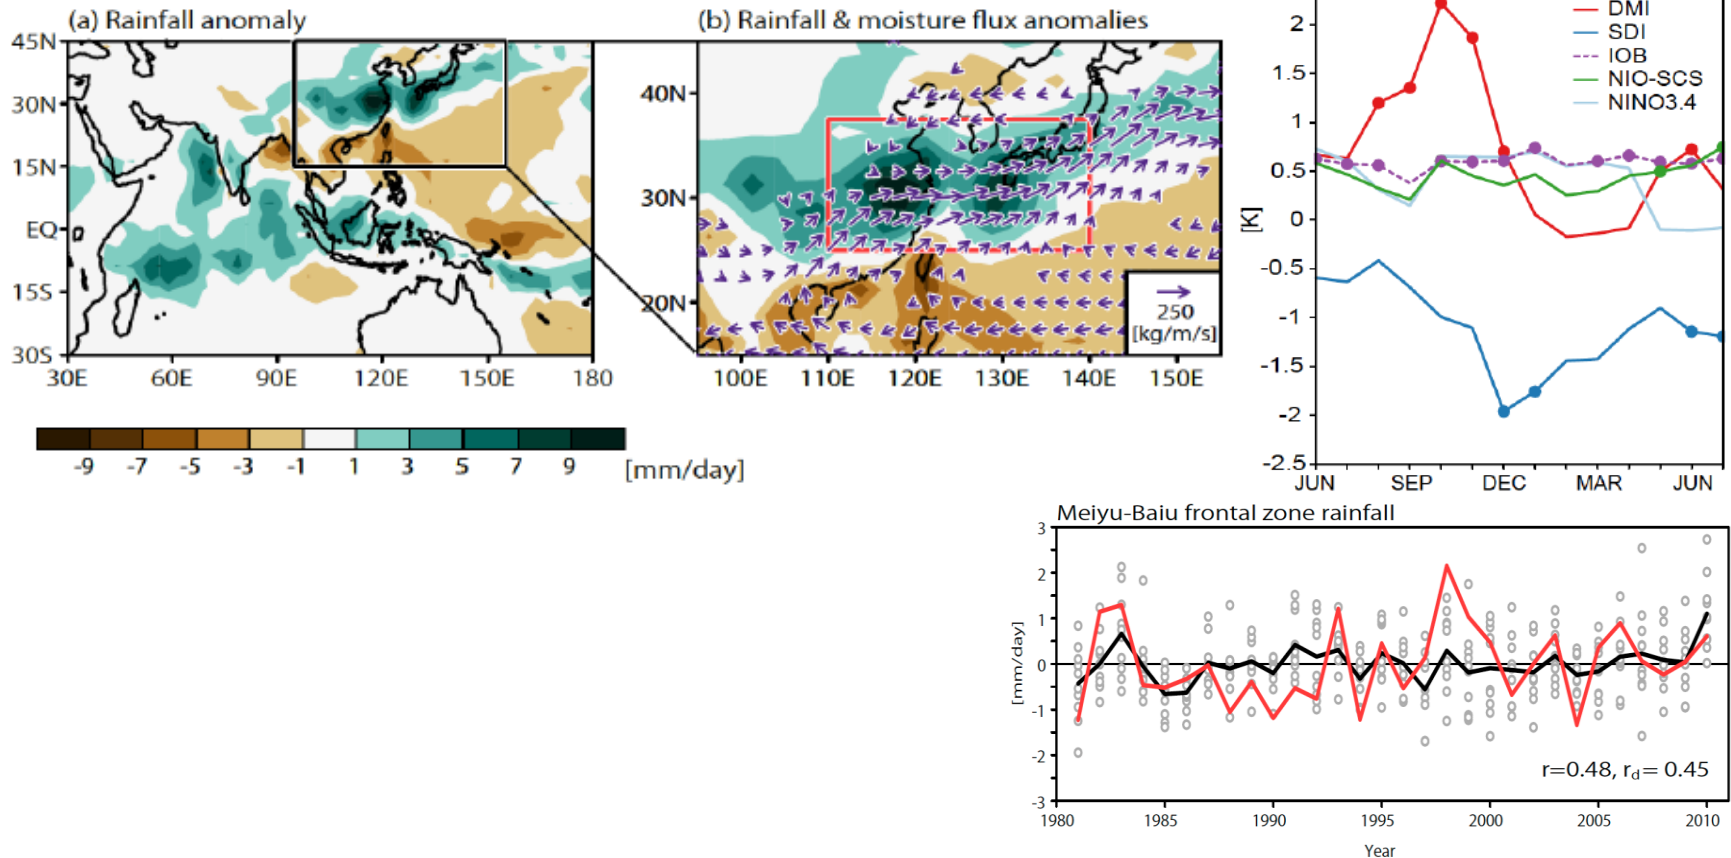 (a) Rainfall anomaly
45N
30N
15N
EQ
15S
30S
30E 60E 90E 120E 150E 180
-9 -7 -5 -3 -1 1 3 5 7 9
[mm/day]
(b) Rainfall & moisture flux anomalies
40N
30N
20N
100E 110E 120E 130E 140E 150E
250
[kg/m/s]
DMI
SDI
IOB
NIO-SCS
NINO3.4
[K]
2
1.5
1
0.5
0
-0.5
-1
-1.5
-2
-2.5
JUN SEP DEC MAR JUN
Meiyu-Baiu frontal zone rainfall
[mm/day]
3
2
1
0
-1
-2
-3
r=0.48, rd= 0.45
1980 1985 1990 1995 2000 2005 2010
Year